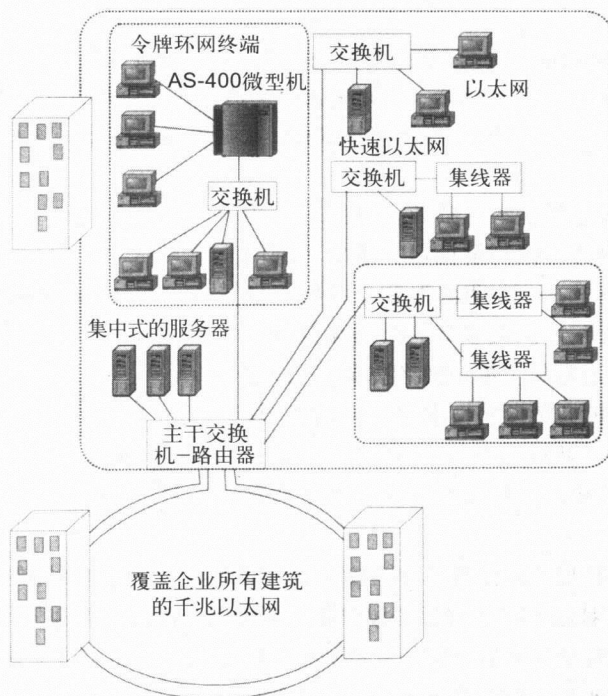 令牌环网终端
AS-400微型机
交换机
以太网
快速以太网
交换机
集线器
交换机
集中式的服务器
交换机
集线器
集线器
主干交换
机-路由器
覆盖企业所有建筑
的千兆以太网